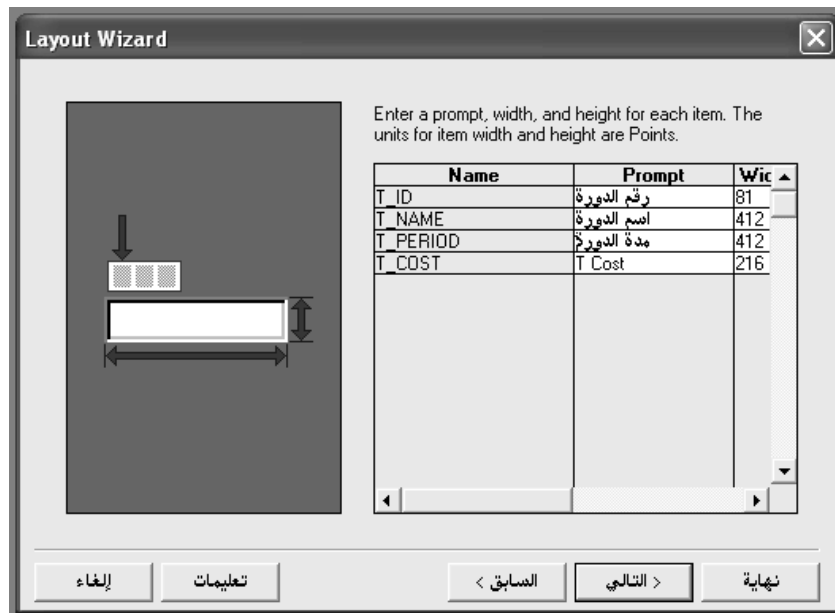 Layout Wizard
Enter a prompt, width, and height for each item. The
units for item width and height are Points.
Name Prompt Wid
T_ID رقم الدورة 81
T_NAME اسم الدورة 412
T_PERIOD مدة الدورة 412
T_COST T Cost 216
إلغاء تعليمات < السابق التالي > نهاية